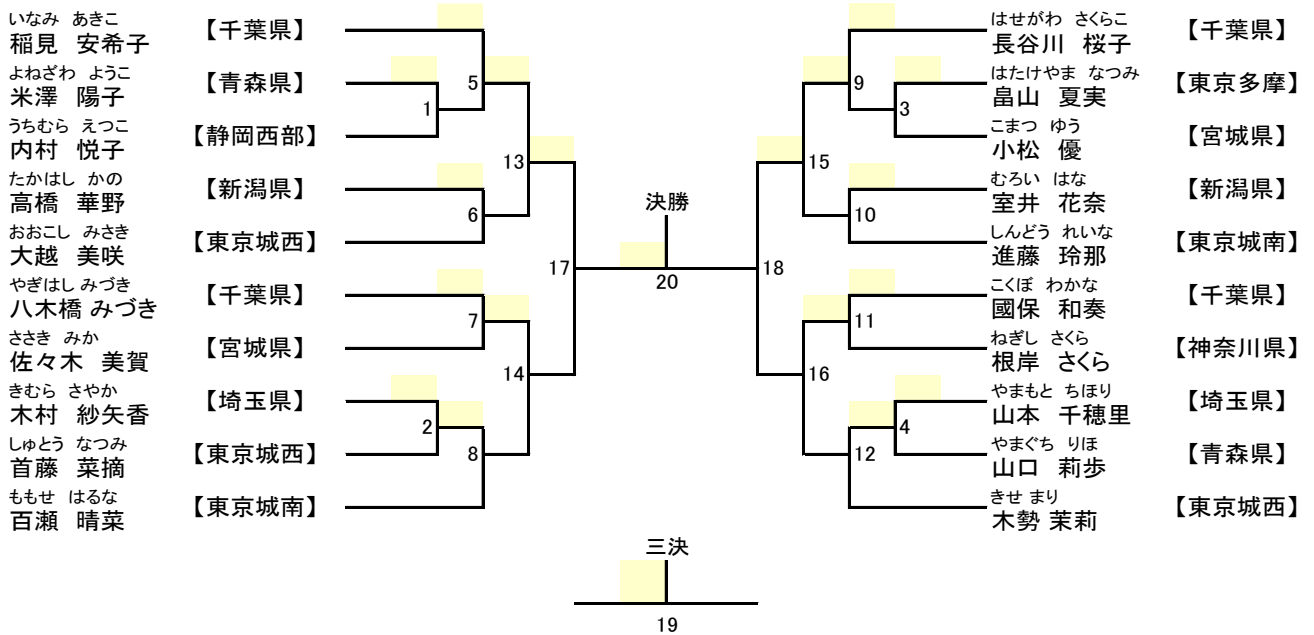 いなみ あきこ
稲見 安希子 【千葉県】
よねざわ ようこ
米澤 陽子 【青森県】
うちむら えつこ
内村 悦子 【静岡西部】
たかはし かの
高橋 華野 【新潟県】
おおこし みさき
大越 美咲 【東京城西】
やぎはし みづき
八木橋 みづき 【千葉県】
ささき みか
佐々木 美賀 【宮城県】
きむら さやか
木村 紗矢香 【埼玉県】
しゅとう なつみ
首藤 菜摘 【東京城西】
ももせ はるな
百瀬 晴菜 【東京城南】
1
2
5
6
7
8
13
14
17
決勝
20
18
15
16
9
10
11
12
3
4
はせがわ さくらこ
長谷川 桜子 【千葉県】
はたけやま なつみ
畠山 夏実 【東京多摩】
こまつ ゆう
小松 優 【宮城県】
むろい はな
室井 花奈 【新潟県】
しんどう れいな
進藤 玲那 【東京城南】
こくぼ わかな
國保 和奏 【千葉県】
ねぎし さくら
根岸 さくら 【神奈川県】
やまもと ちほり
山本 千穂里 【埼玉県】
やまぐち りほ
山口 莉歩 【青森県】
きせ まり
木勢 茉莉 【東京城西】
三決
19